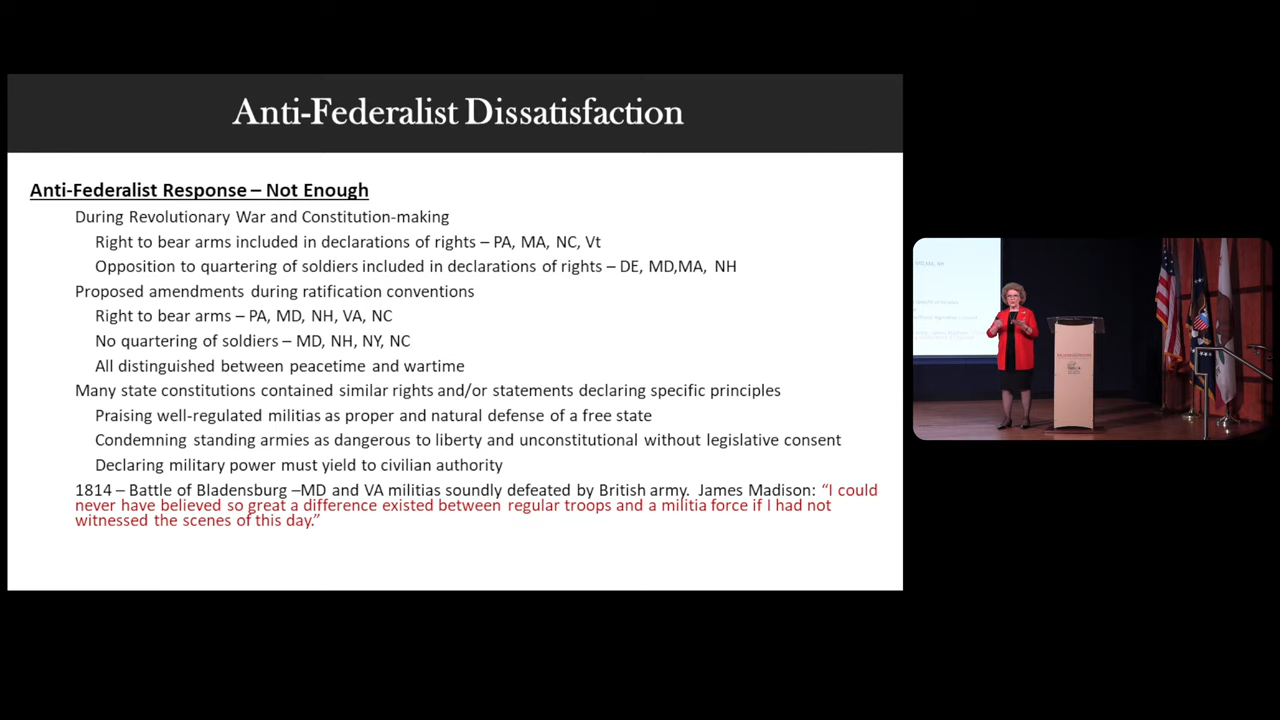 Anti-Federalist Dissatisfaction
Anti-Federalist Response – Not Enough
During Revolutionary War and Constitution-making
Right to bear arms included in declarations of rights – PA, MA, NC, Vt
Opposition to quartering of soldiers included in declarations of rights – DE, MD,MA, NH
Proposed amendments during ratification conventions
Right to bear arms – PA, MD, NH, VA, NC
No quartering of soldiers – MD, NH, NY, NC
All distinguished between peacetime and wartime
Many state constitutions contained similar rights and/or statements declaring specific principles
Praising well-regulated militias as proper and natural defense of a free state
Condemning standing armies as dangerous to liberty and unconstitutional without legislative consent
Declaring military power must yield to civilian authority
1814 – Battle of Bladensburg –MD and VA militias soundly defeated by British army. James Madison: “I could
never have believed so great a difference existed between regular troops and a militia force if I had not
witnessed the scenes of this day.”